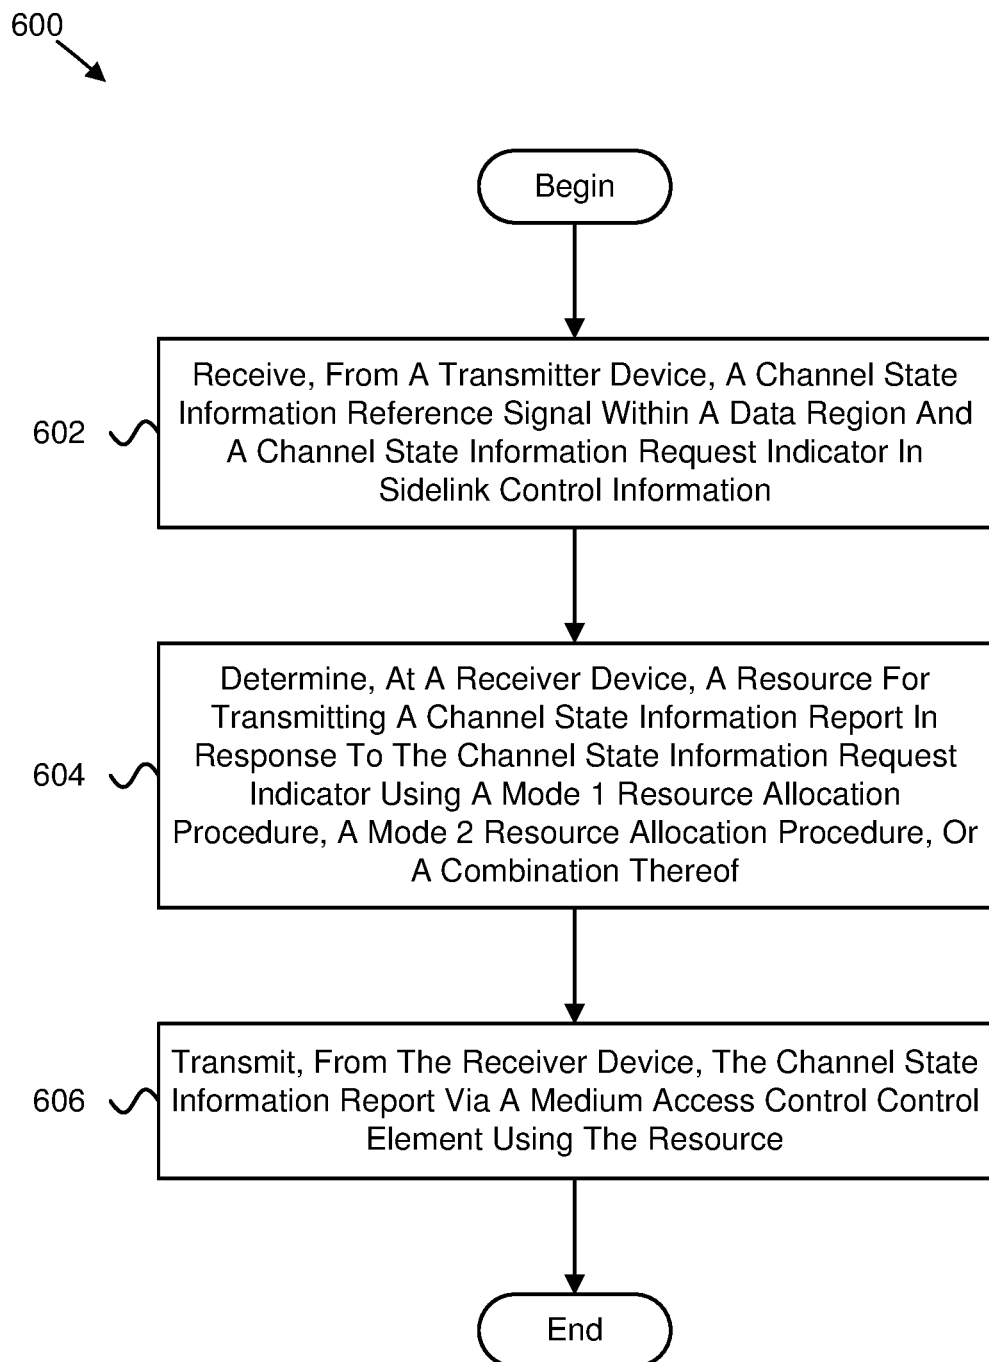 600
Begin
602
Receive, From A Transmitter Device, A Channel State
Information Reference Signal Within A Data Region And
A Channel State Information Request Indicator In
Sidelink Control Information
604
Determine, At A Receiver Device, A Resource For
Transmitting A Channel State Information Report In
Response To The Channel State Information Request
Indicator Using A Mode 1 Resource Allocation
Procedure, A Mode 2 Resource Allocation Procedure, Or
A Combination Thereof
606
Transmit, From The Receiver Device, The Channel State
Information Report Via A Medium Access Control Control
Element Using The Resource
End